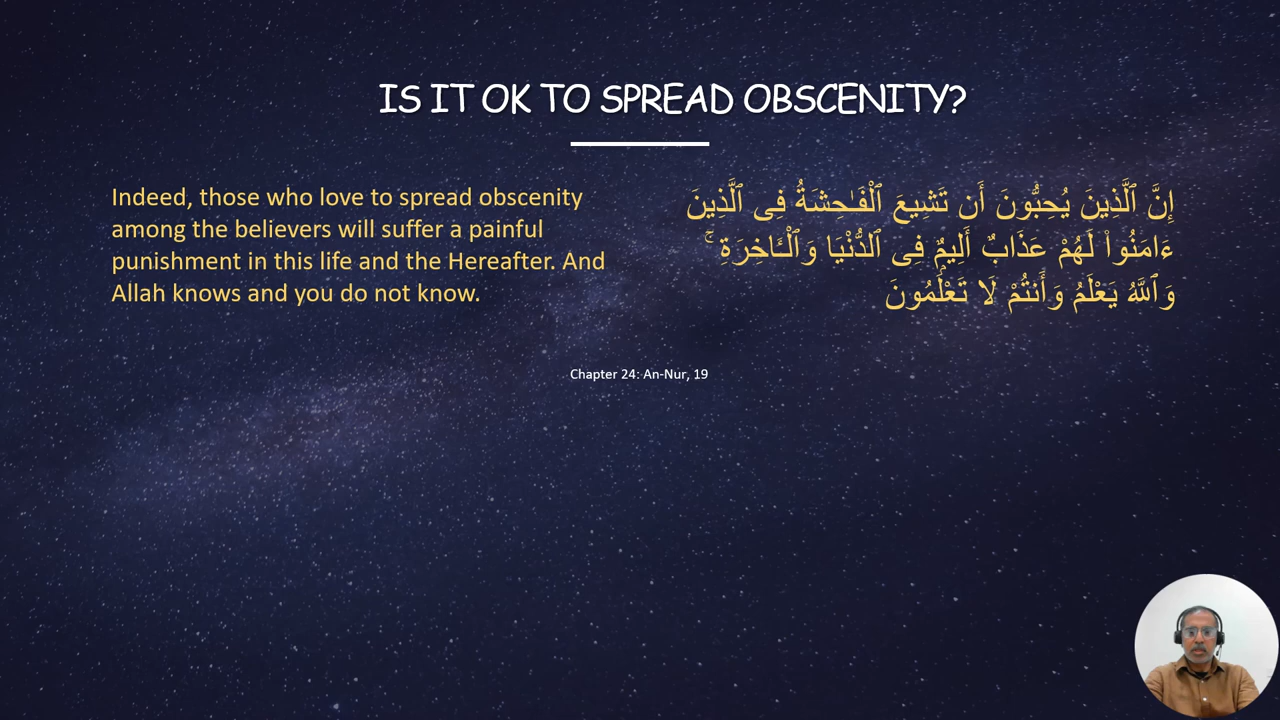 IS IT OK TO SPREAD OBSCENITY?
Indeed, those who love to spread obscenity
among the believers will suffer a painful
punishment in this life and the Hereafter. And
Allah knows and you do not know.
إِنَّ ٱلَّذِينَ يُحِبُّونَ أَن تَشِيعَ ٱلْفَـٰحِشَةُ فِى ٱلَّذِينَ
ءَامَنُوا۟ لَهُمْ عَذَابٌ أَلِيمٌ فِى ٱلدُّنْيَا وَٱلْـَٔاخِرَةِ ۚ
وَٱللَّهُ يَعْلَمُ وَأَنتُمْ لَا تَعْلَمُونَ
Chapter 24: An-Nur, 19